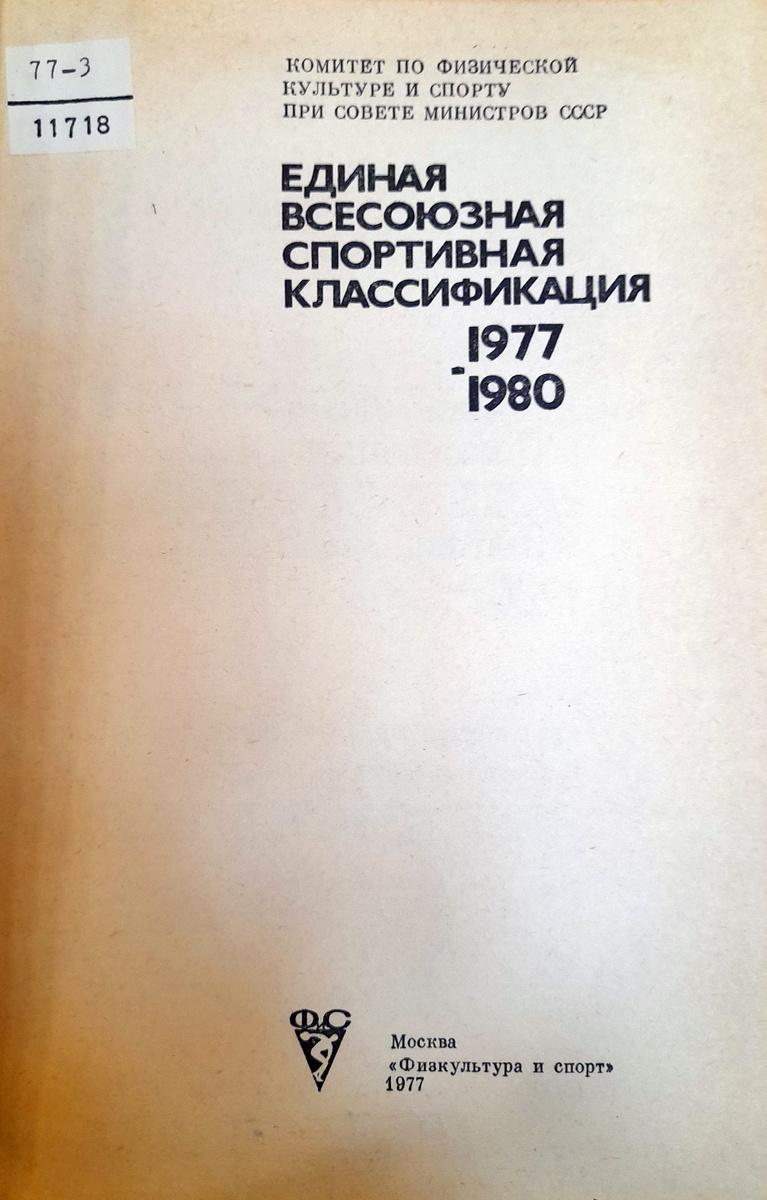 77-3
11718
КОМИТЕТ ПО ФИЗИЧЕСКОЙ
КУЛЬТУРЕ И СПОРТУ
ПРИ СОВЕТЕ МИНИСТРОВ СССР
ЕДИНАЯ
ВСЕСОЮЗНАЯ
СПОРТИВНАЯ
КЛАССИФИКАЦИЯ
1977
-1980
ФиС
Москва
«Физкультура и спорт»
1977